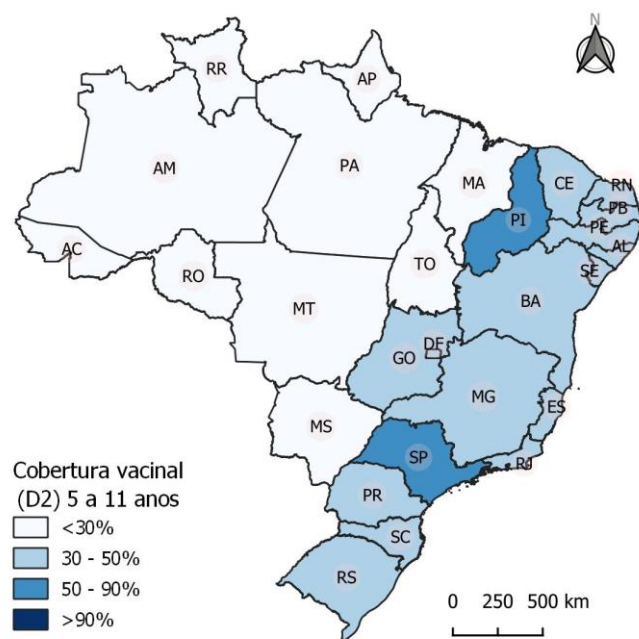 N
RR
AP
AM
PA
MA
CE
RN
PB
PI
PE
AL
AC
TO
SE
RO
BA
MT
DF
GO
MG
MS
ES
SP
RJ
PR
SC
RS
Cobertura vacinal
(D2) 5 a 11 anos
<30%
30 - 50%
50 - 90%
>90%
0 250 500 km